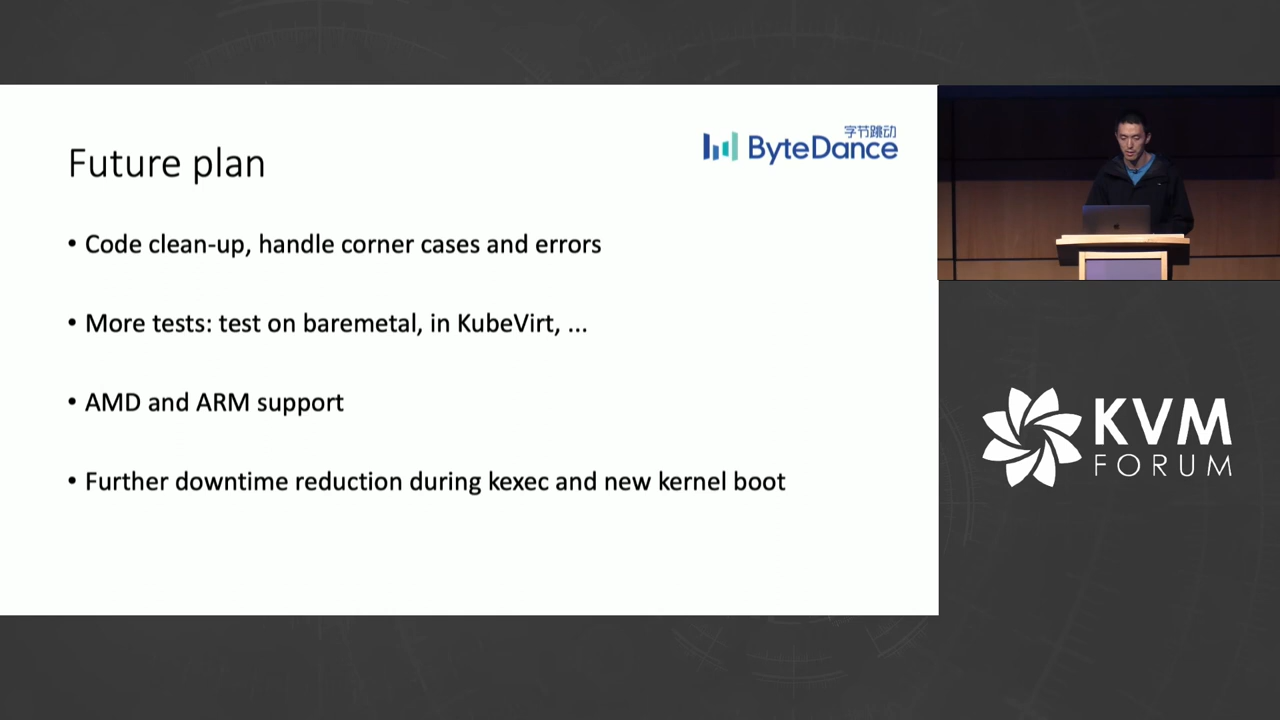 字节跳动
ByteDance
Future plan
• Code clean-up, handle corner cases and errors
• More tests: test on baremetal, in KubeVirt, ...
• AMD and ARM support
• Further downtime reduction during kexec and new kernel boot
KVM
FORUM